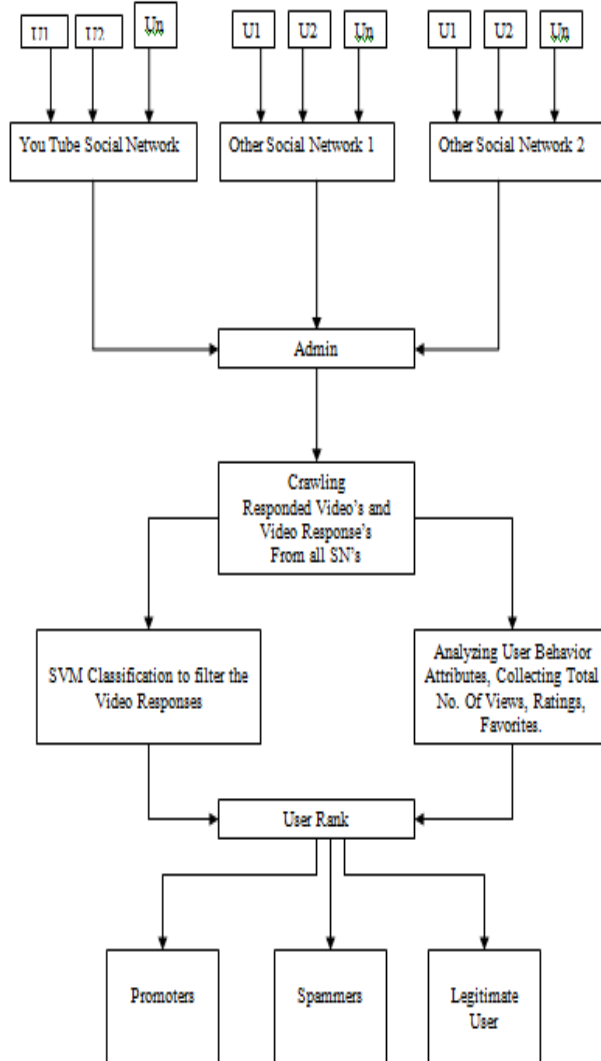 U1 U2 Un U1 U2 Un U1 U2 Un
You Tube Social Network
Other Social Network 1
Other Social Network 2
Admin
Crawling
Responded Video's and
Video Response's
From all SN's
SVM Classification to filter the
Video Responses
Analyzing User Behavior
Attributes, Collecting Total
No. Of Views, Ratings,
Favorites.
User Rank
Promoters
Spammers
Legitimate
User